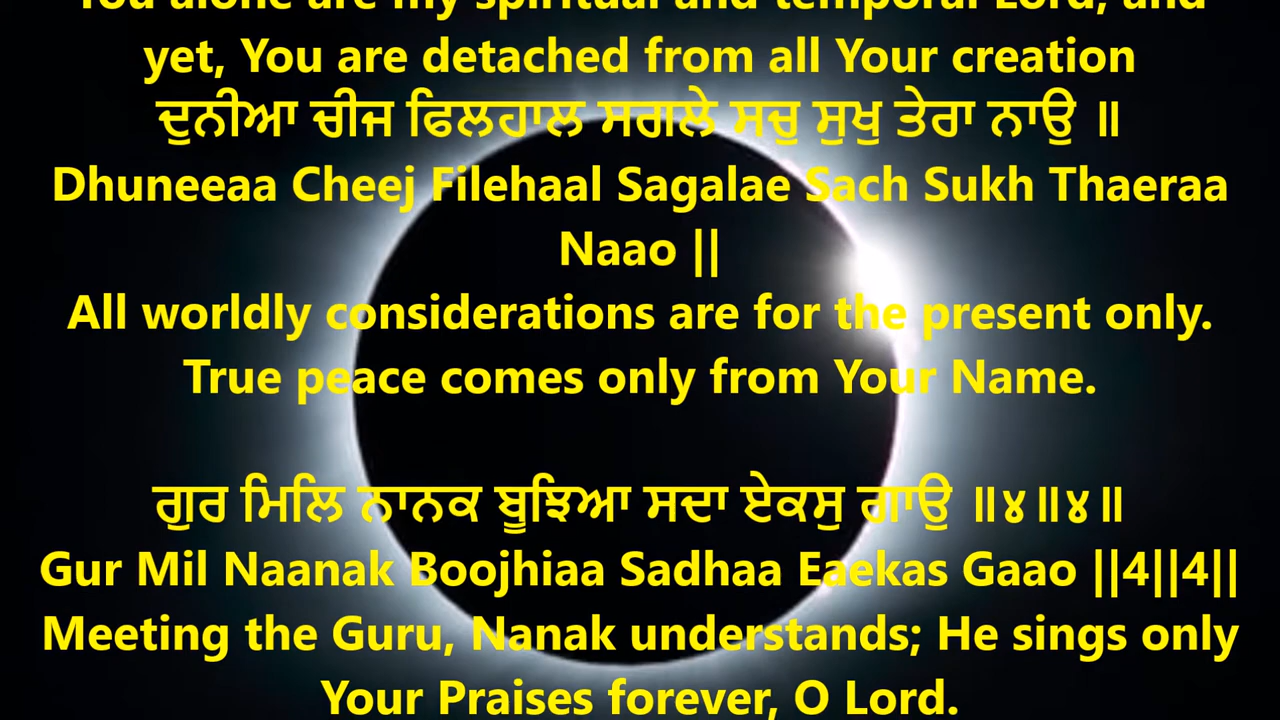 You alone are my spiritual and temporal Lord, and
yet, You are detached from all Your creation
ਦੁਨੀਆ ਚੀਜ ਫਿਲਹਾਲ ਸਗਲੇ ਸਚੁ ਸੁਖੁ ਤੇਰਾ ਨਾਉ ॥
Dhuneeaa Cheej Filehaal Sagalae Sach Sukh Thaeraa
Naao ||
All worldly considerations are for the present only.
True peace comes only from Your Name.
ਗੁਰ ਮਿਲਿ ਨਾਨਕ ਬੂਝਿਆ ਸਦਾ ਏਕਸੁ ਗਾਉ ॥੪॥੪॥
Gur Mil Naanak Boojhiaa Sadhaa Eaekas Gaao ||4||4||
Meeting the Guru, Nanak understands; He sings only
Your Praises forever, O Lord.